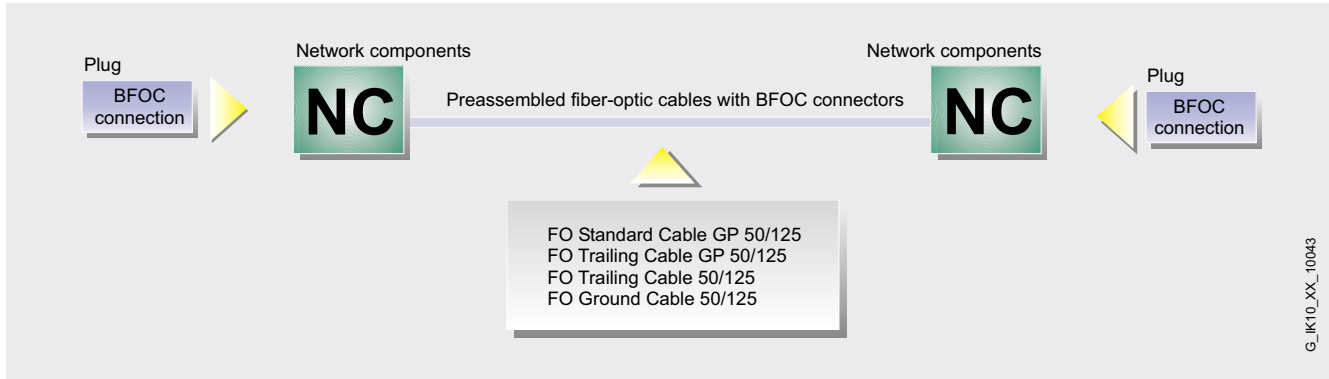 Plug
BFOC
connection
Network components
NC
Preassembled fiber-optic cables with BFOC connectors
Network components
NC
Plug
BFOC
connection
FO Standard Cable GP 50/125
FO Trailing Cable GP 50/125
FO Trailing Cable 50/125
FO Ground Cable 50/125
G_IK10_XX_10043